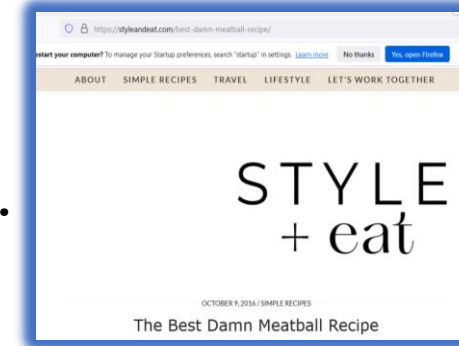 https://styleandeat.com/best-damn-meatball-recipe/
estart your computer? To manage your Startup preferences, search "startup" in settings. Learn more No thanks Yes, open Firefox
ABOUT SIMPLE RECIPES TRAVEL LIFESTYLE LET'S WORK TOGETHER
STYLE
+ eat
OCTOBER 9, 2016 / SIMPLE RECIPES
The Best Damn Meatball Recipe